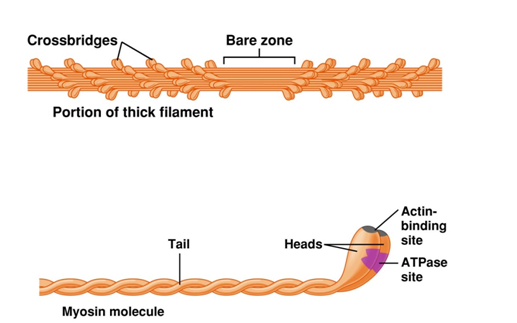 Crossbridges
Bare zone
Portion of thick filament
Actin-
binding
site
Tail
Heads
ATPase
site
Myosin molecule